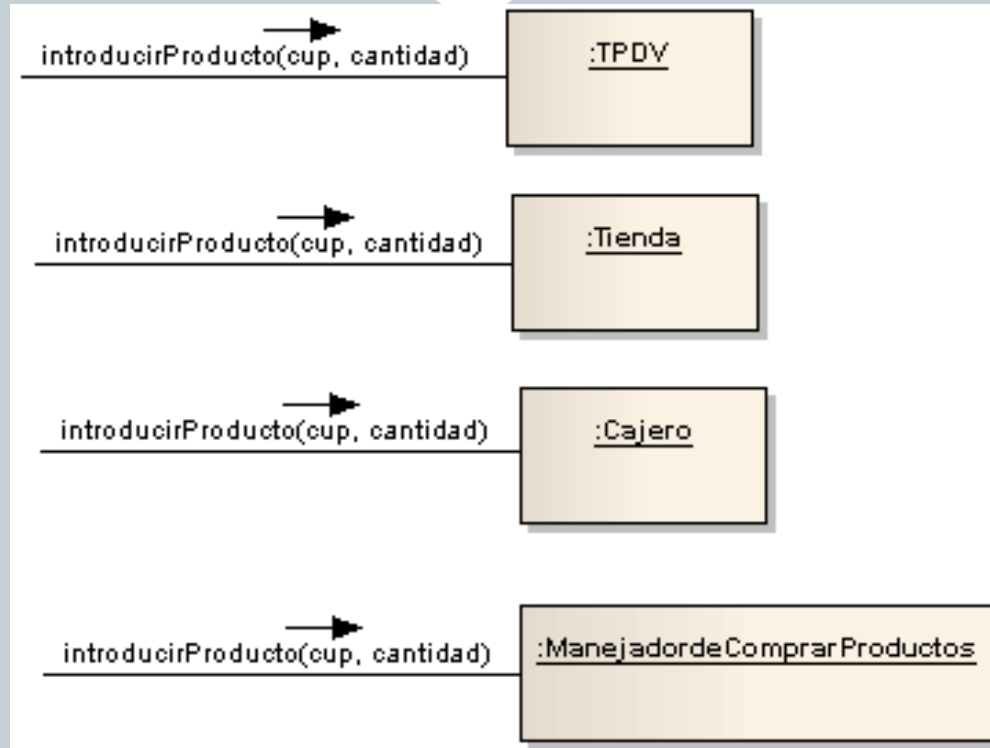 introducirProducto(cup, cantidad)
:TPDV
introducirProducto(cup, cantidad)
:Tienda
introducirProducto(cup, cantidad)
:Cajero
introducirProducto(cup, cantidad)
:ManejadordeComprarProductos